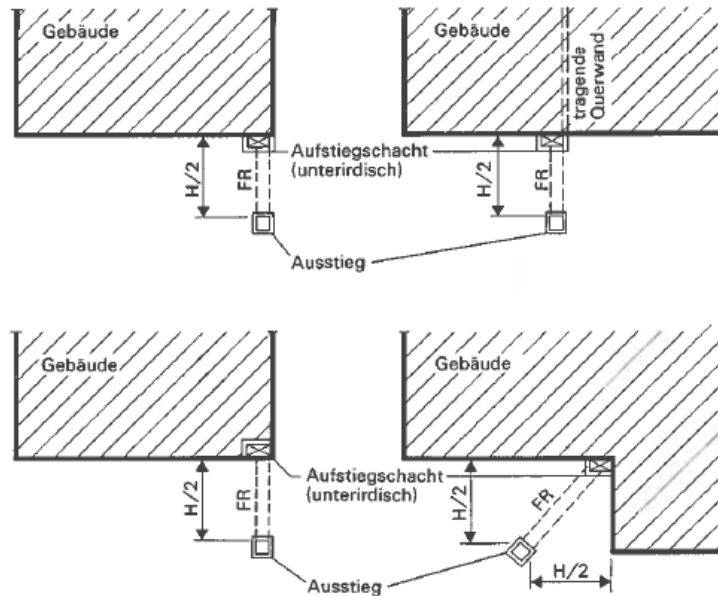 Gebäude
Gebäude
tragende
Querwand
Aufstiegschacht
(unterirdisch)
H/2
FR
H/2
FR
Ausstieg
Gebäude
Gebäude
Aufstiegschacht
(unterirdisch)
H/2
FR
H/2
FR
H/2
Ausstieg